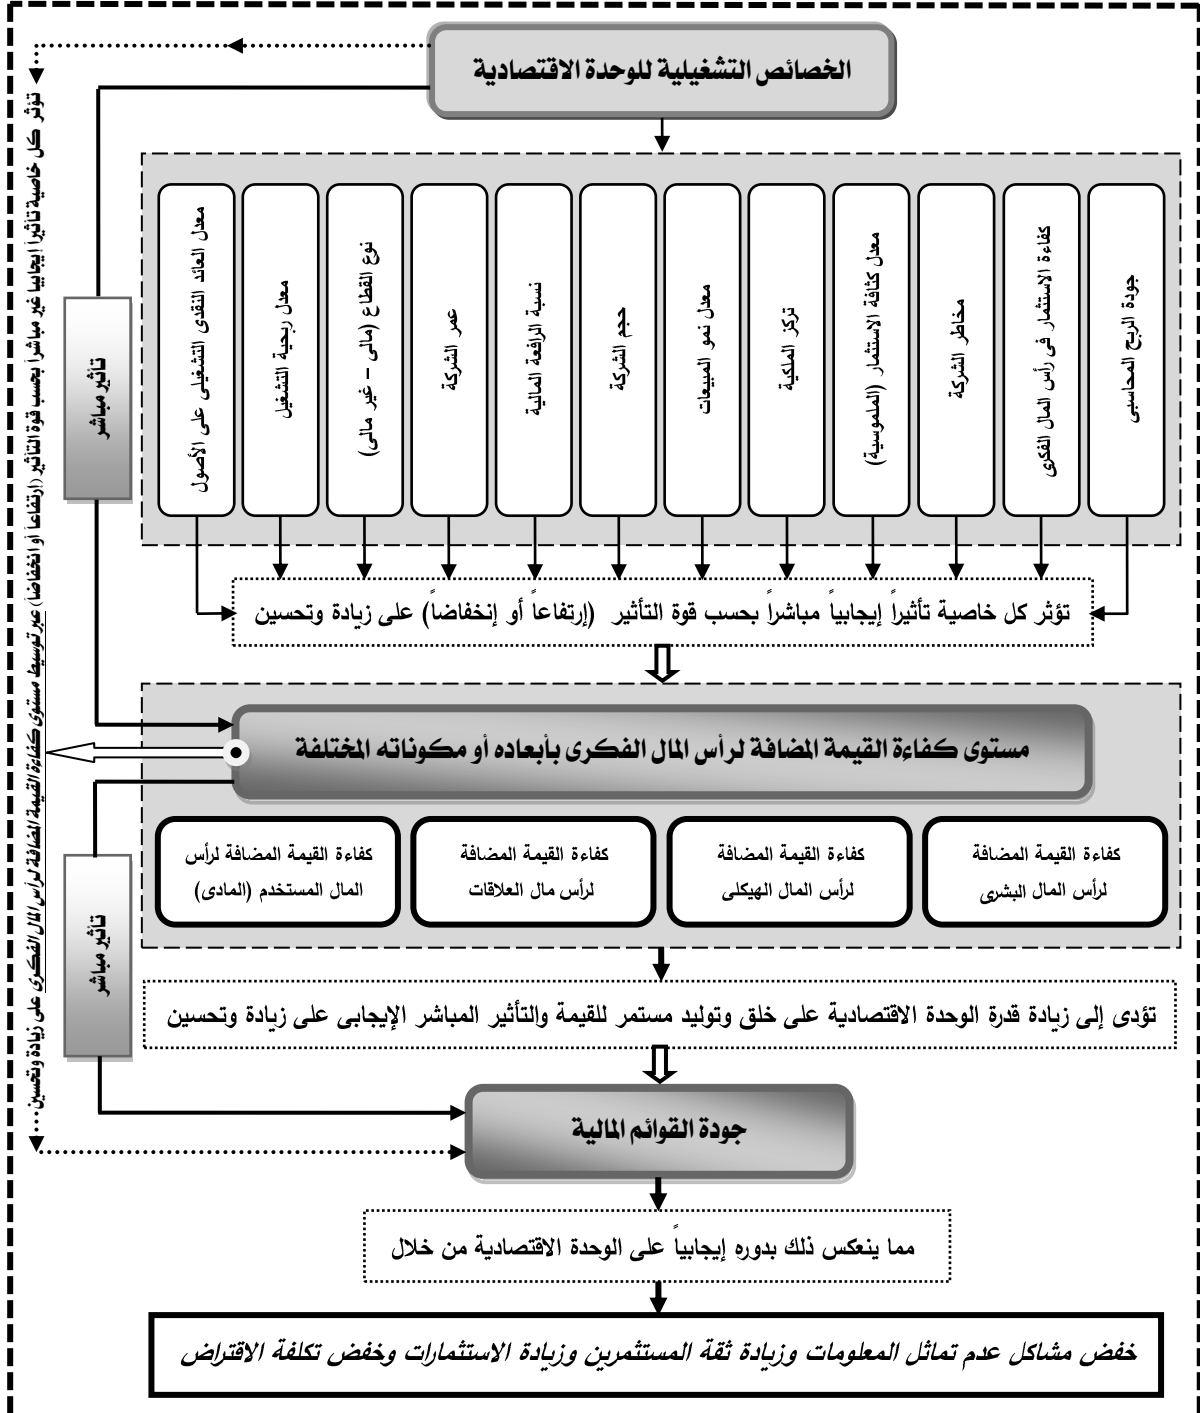 الخصائص التشغيلية للوحدة الاقتصادية
جودة الربح المحاسبى
كفاءة الاستثمار فى رأس المال الفكرى
مخاطر الشركة
معدل كثافة الاستثمار (الملموسية)
تركز الملكية
معدل نمو المبيعات
حجم الشركة
نسبة الرافعة المالية
عمر الشركة
نوع القطاع (مالى – غير مالى)
معدل ربحية التشغيل
معدل العائد النقدى التشغيلى على الأصول
تأثير مباشر
تؤثر كل خاصية تأثيراً إيجابياً مباشراً بحسب قوة التأثير (إرتفاعاً أو إنخفاضاً) على زيادة وتحسين
مستوى كفاءة القيمة المضافة لرأس المال الفكرى بأبعاده أو مكوناته المختلفة
كفاءة القيمة المضافة
لرأس المال البشرى
كفاءة القيمة المضافة
لرأس المال الهيكلى
كفاءة القيمة المضافة
لرأس مال العلاقات
كفاءة القيمة المضافة لرأس
المال المستخدم (المادى)
تأثير مباشر
تؤثر كل خاصية تأثيراً إيجابياً غير مباشراً بحسب قوة التأثير (إرتفاعاً أو انخفاضاً) عبر توسيط مستوى كفاءة القيمة المضافة لرأس المال الفكرى على زيادة وتحسين
تؤدى إلى زيادة قدرة الوحدة الاقتصادية على خلق وتوليد مستمر للقيمة والتأثير المباشر الإيجابى على زيادة وتحسين
جودة القوائم المالية
مما ينعكس ذلك بدوره إيجابياً على الوحدة الاقتصادية من خلال
خفض مشاكل عدم تماثل المعلومات وزيادة ثقة المستثمرين وزيادة الاستثمارات وخفض تكلفة الاقتراض